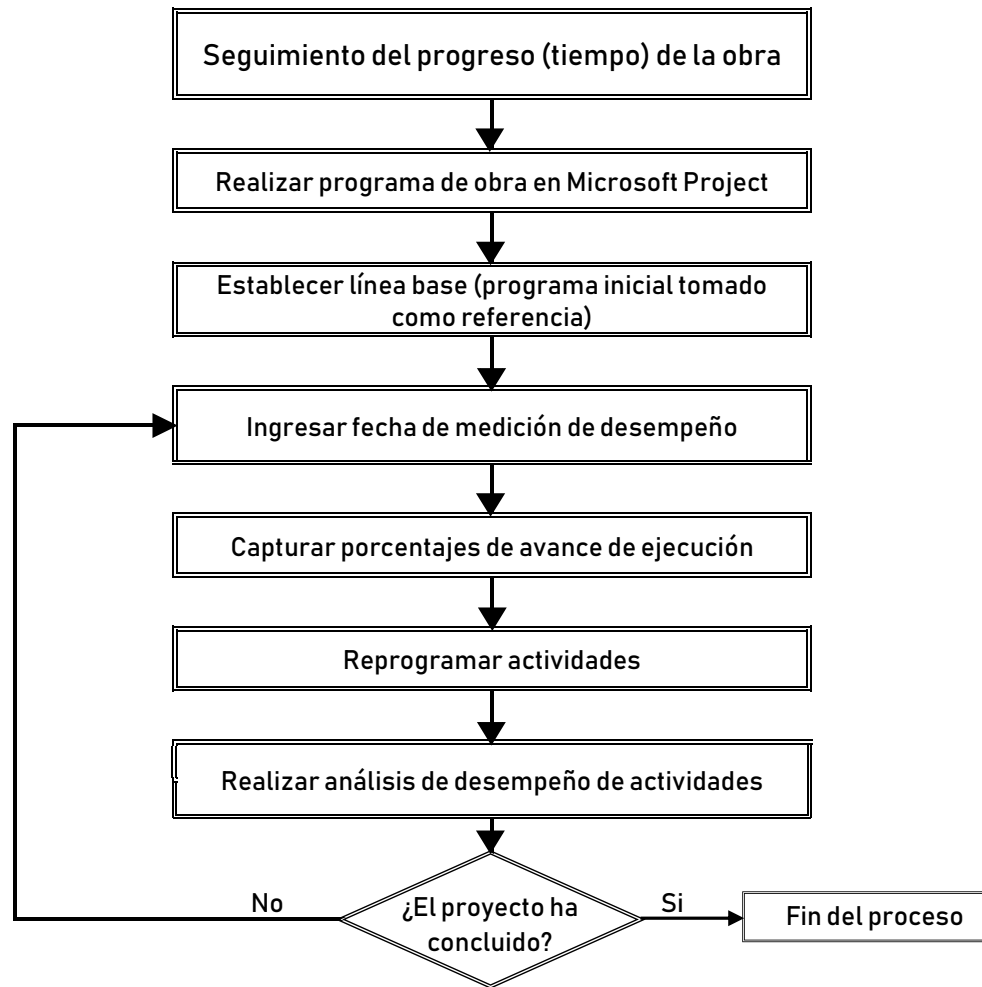 Seguimiento del progreso (tiempo) de la obra
Realizar programa de obra en Microsoft Project
Establecer línea base (programa inicial tomado
como referencia)
Ingresar fecha de medición de desempeño
Capturar porcentajes de avance de ejecución
Reprogramar actividades
Realizar análisis de desempeño de actividades
No
¿El proyecto ha
concluido?
Si
Fin del proceso